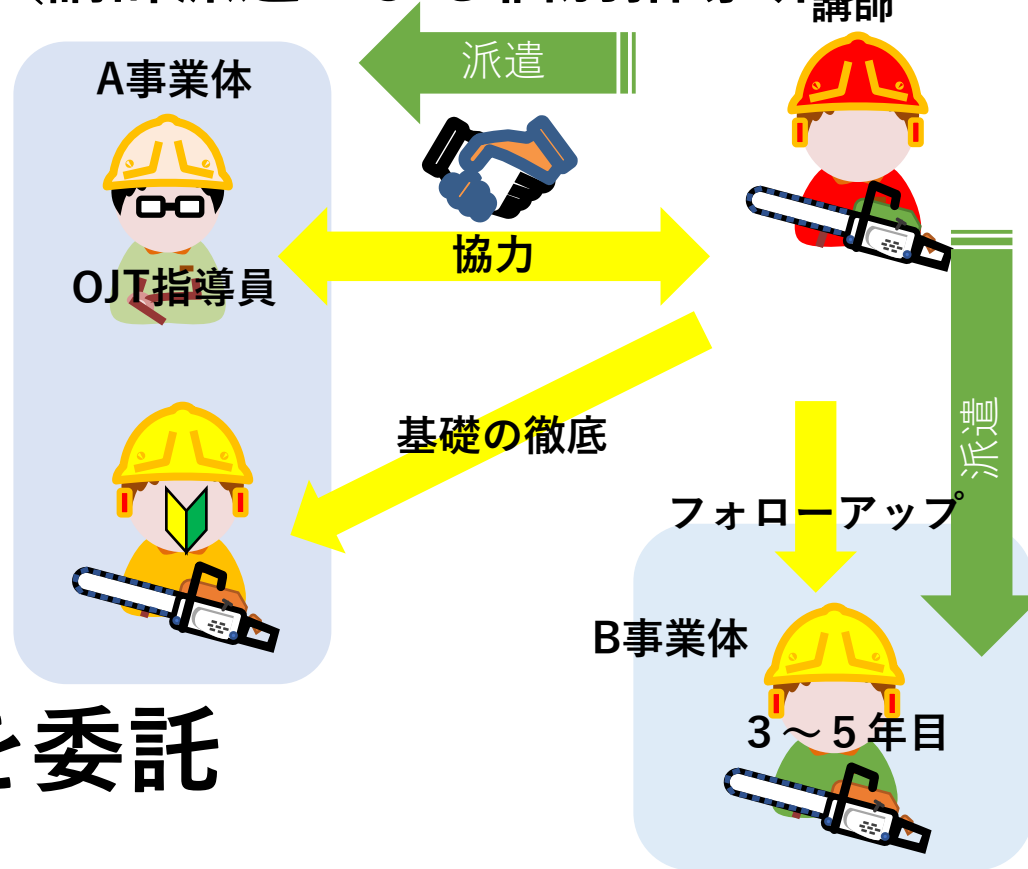 講師
派遣
A事業体
協力
OJT指導員
派遣
基礎の徹底
フォローアップ
B事業体
を委託
3～5年目